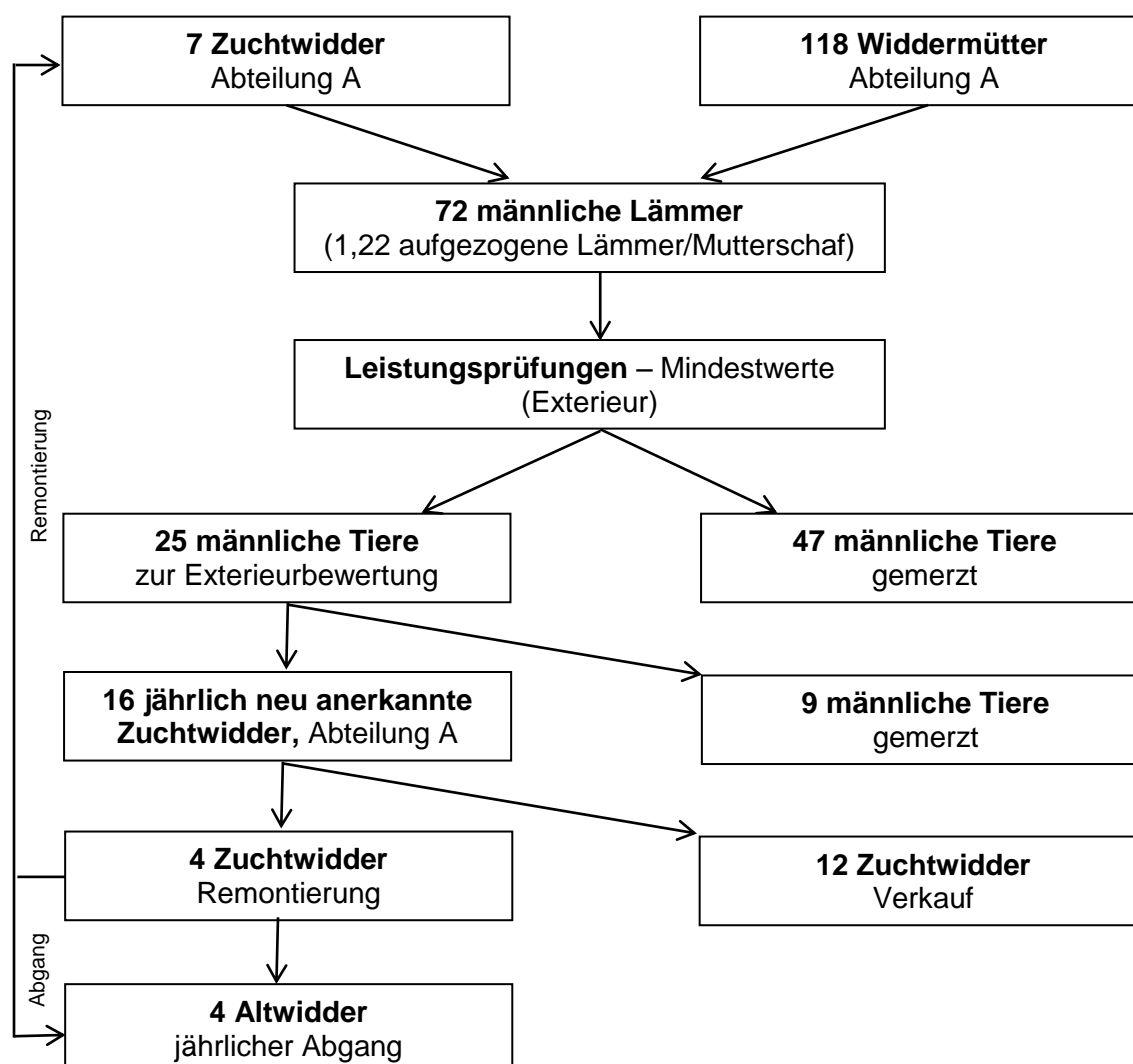 7 Zuchtwidder
Abteilung A
118 Widdermütter
Abteilung A
72 männliche Lämmer
(1,22 aufgezogene Lämmer/Mutterschaf)
Leistungsprüfungen – Mindestwerte
(Exterieur)
Remontierung
25 männliche Tiere
zur Exterieurbewertung
47 männliche Tiere
gemerzt
16 jährlich neu anerkannte
Zuchtwidder, Abteilung A
9 männliche Tiere
gemerzt
4 Zuchtwidder
Remontierung
12 Zuchtwidder
Verkauf
Abgang
4 Altwidder
jährlicher Abgang